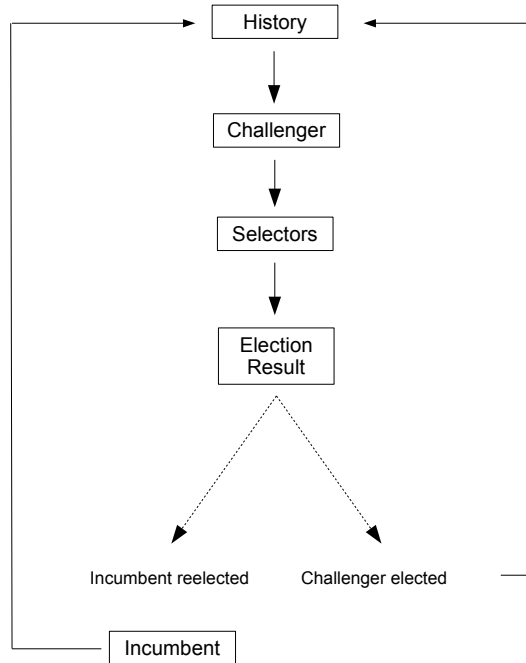 History
Challenger
Selectors
Election
Result
Incumbent reelected
Challenger elected
Incumbent